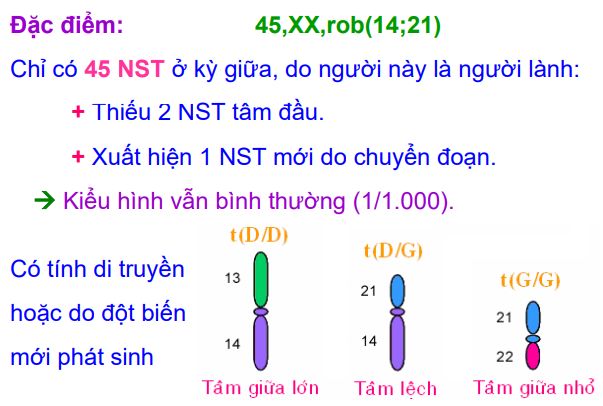 Đặc điểm: 45,XX,rob(14;21)
Chỉ có 45 NST ở kỳ giữa, do người này là người lành:
+ Thiếu 2 NST tâm đầu.
+ Xuất hiện 1 NST mới do chuyển đoạn.
→ Kiểu hình vẫn bình thường (1/1.000).
Có tính di truyền
hoặc do đột biến
mới phát sinh
t(D/D)
13
14
Tâm giữa lớn
t(D/G)
21
14
Tâm lệch
t(G/G)
21
22
Tâm giữa nhỏ